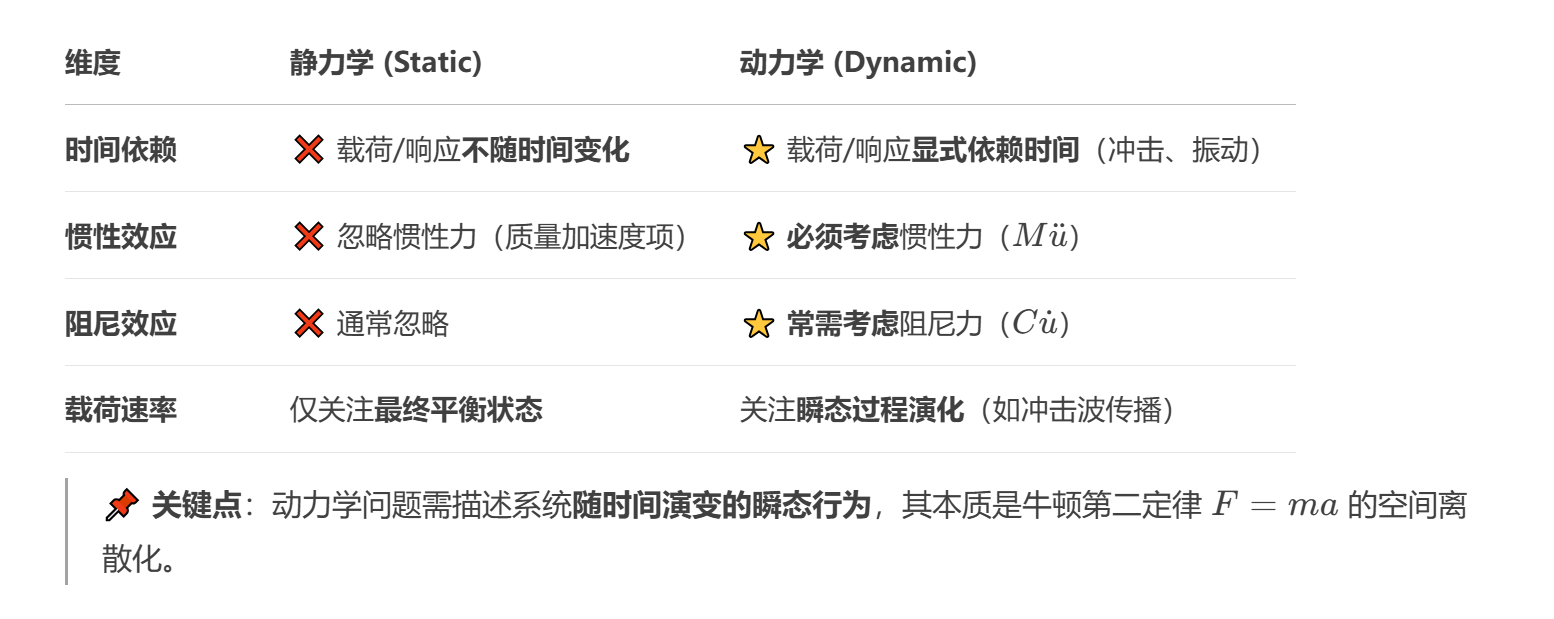 维度 静力学 (Static) 动力学 (Dynamic)
时间依赖 ❌ 载荷/响应不随时间变化 ⭐ 载荷/响应显式依赖时间（冲击、振动）
惯性效应 ❌ 忽略惯性力（质量加速度项） ⭐ 必须考虑惯性力（Mü）
阻尼效应 ❌ 通常忽略 ⭐ 常需考虑阻尼力（Cu̇）
载荷速率 仅关注最终平衡状态 关注瞬态过程演化（如冲击波传播）
📌 关键点：动力学问题需描述系统随时间演变的瞬态行为，其本质是牛顿第二定律 F = ma 的空间离
散化。